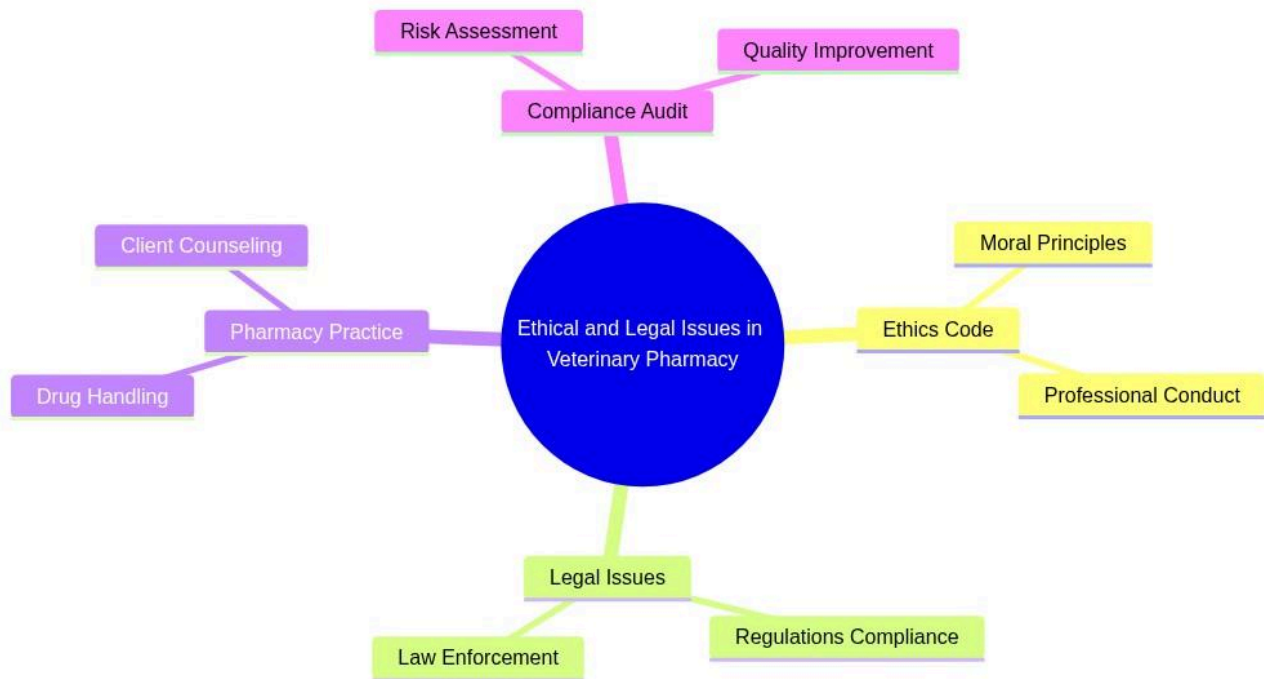 Risk Assessment
Quality Improvement
Compliance Audit
Client Counseling
Moral Principles
Pharmacy Practice
Ethical and Legal Issues in
Veterinary Pharmacy
Ethics Code
Drug Handling
Professional Conduct
Legal Issues
Law Enforcement
Regulations Compliance